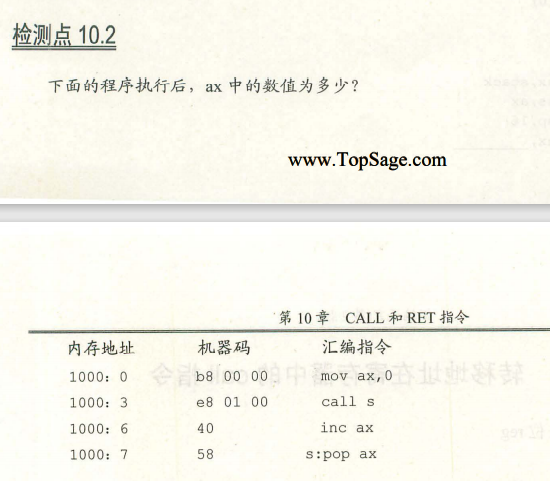 检测点 10.2
下面的程序执行后，ax 中的数值为多少？
www.TopSage.com
第 10 章 CALL 和 RET 指令
内存地址 机器码 汇编指令
1000：0 b8 00 00 mov ax,0
1000：3 e8 01 00 call s
1000：6 40 inc ax
1000：7 58 s:pop ax